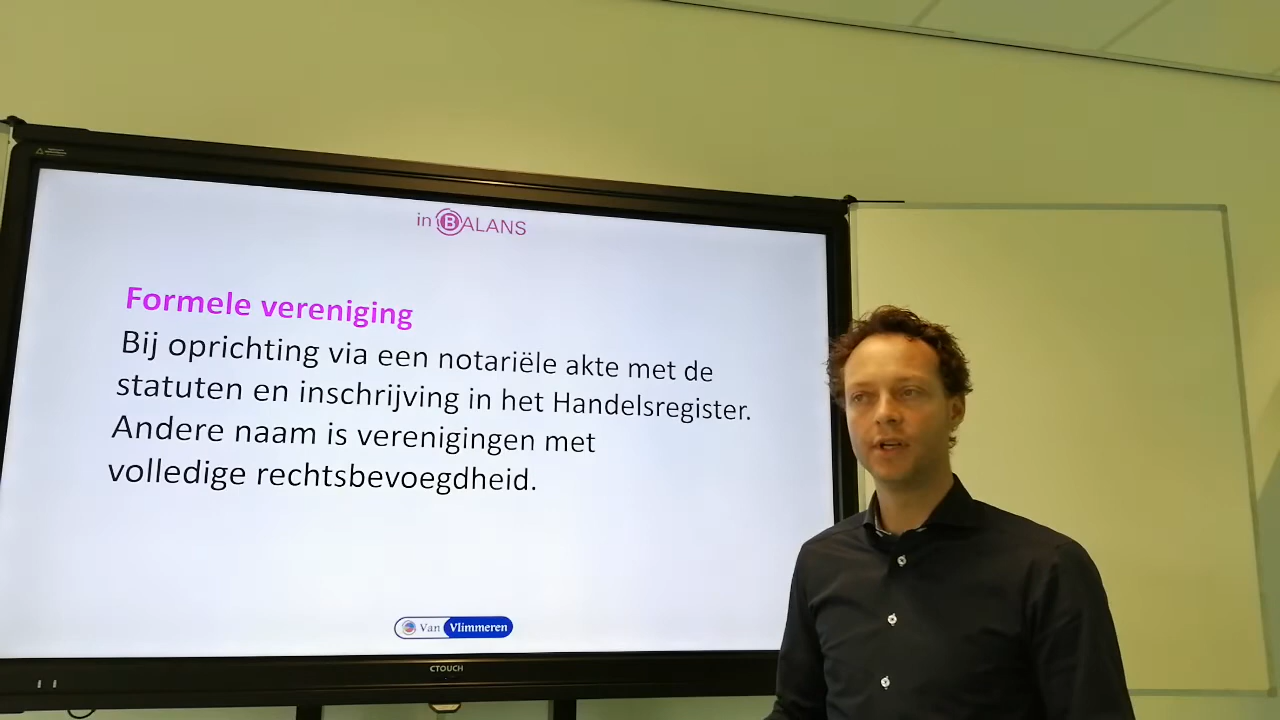 in BALANS
Formele vereniging
Bij oprichting via een notariële akte met de
statuten en inschrijving in het Handelsregister.
Andere naam is verenigingen met
volledige rechtsbevoegdheid.
Van Vlimmeren
CTOUCH